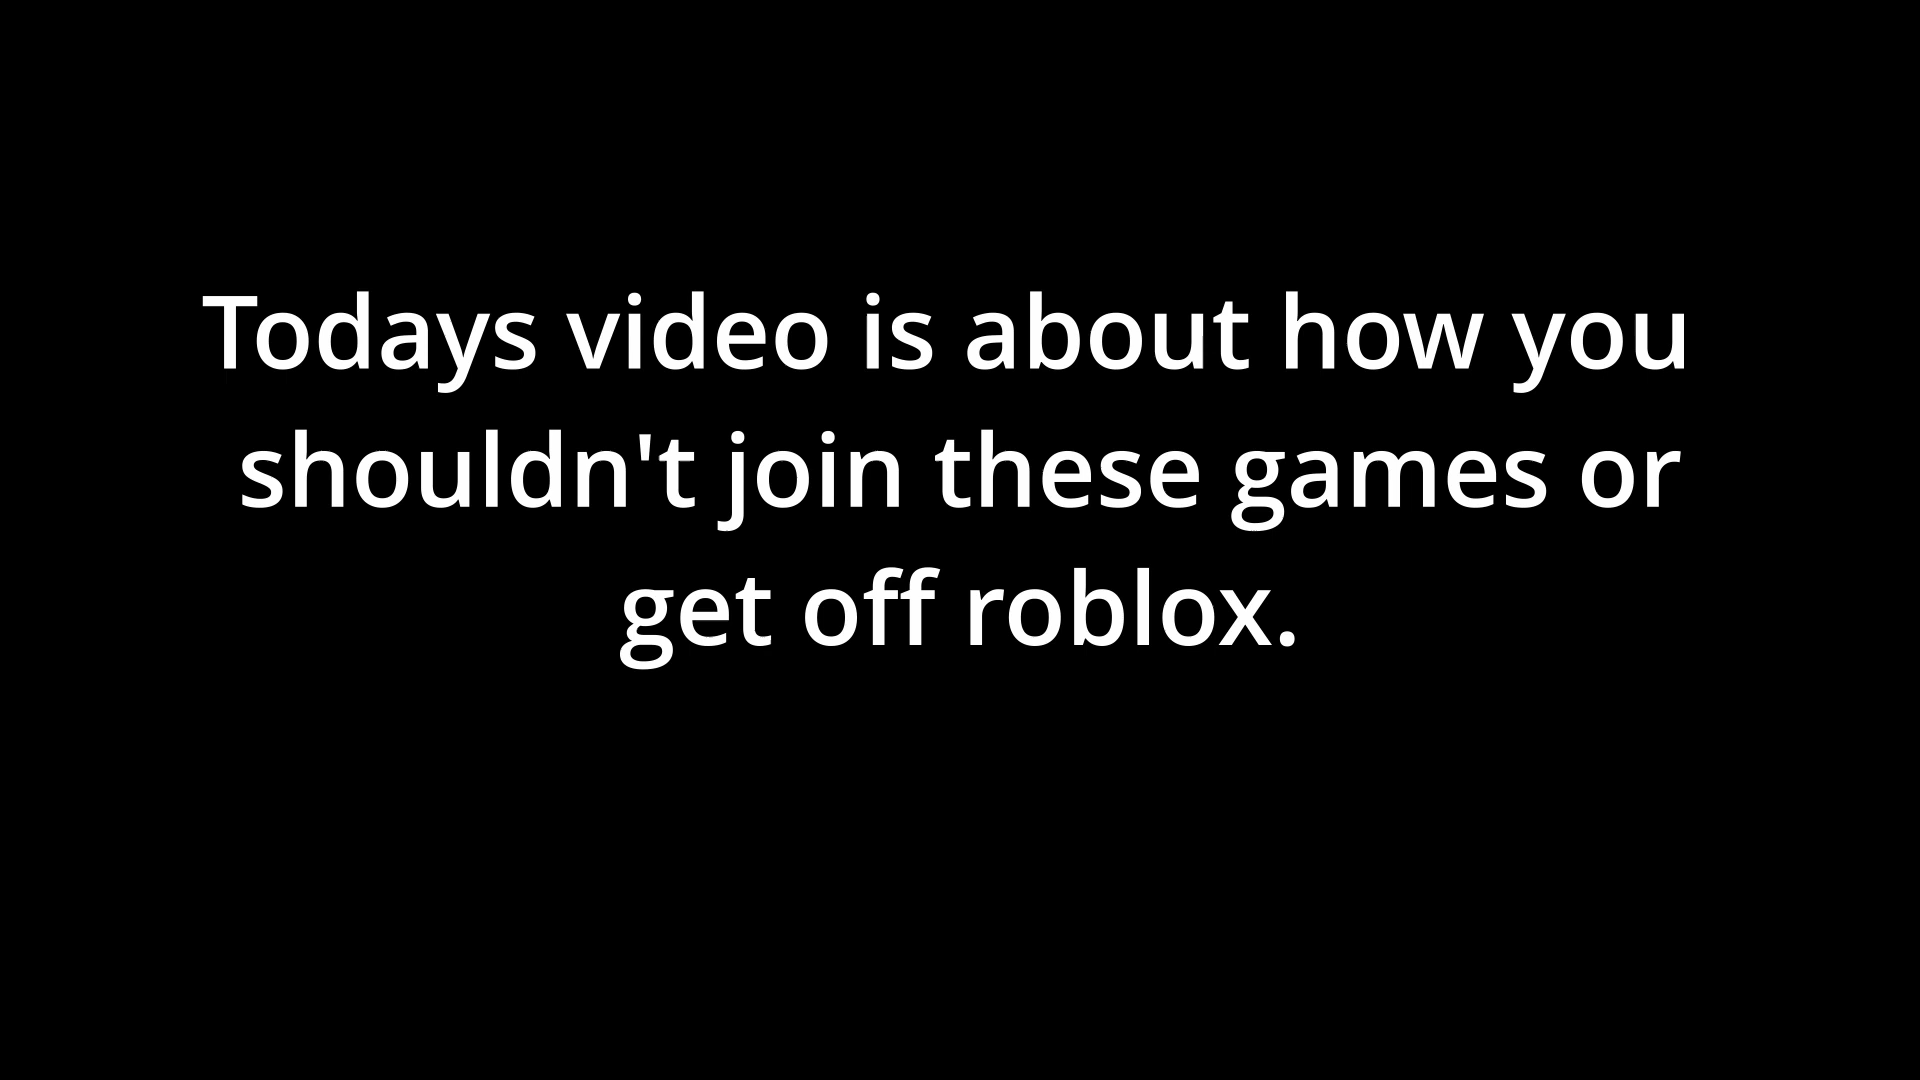 Todays video is about how you
shouldn't join these games or
get off roblox.